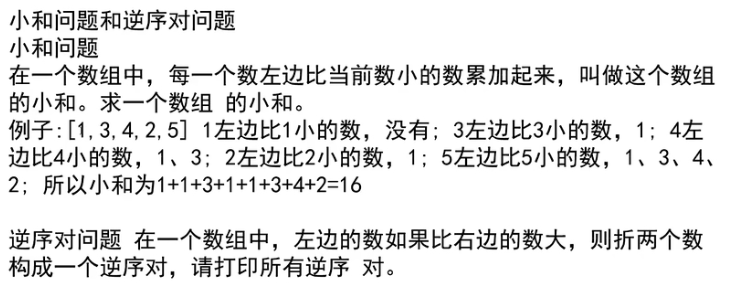 小和问题和逆序对问题
小和问题
在一个数组中，每一个数左边比当前数小的数累加起来，叫做这个数组
的小和。求一个数组 的小和。
例子:[1,3,4,2,5] 1左边比1小的数，没有; 3左边比3小的数，1; 4左
边比4小的数，1、3; 2左边比2小的数，1; 5左边比5小的数，1、3、4、
2; 所以小和为1+1+3+1+1+3+4+2=16
逆序对问题 在一个数组中，左边的数如果比右边的数大，则折两个数
构成一个逆序对，请打印所有逆序 对。